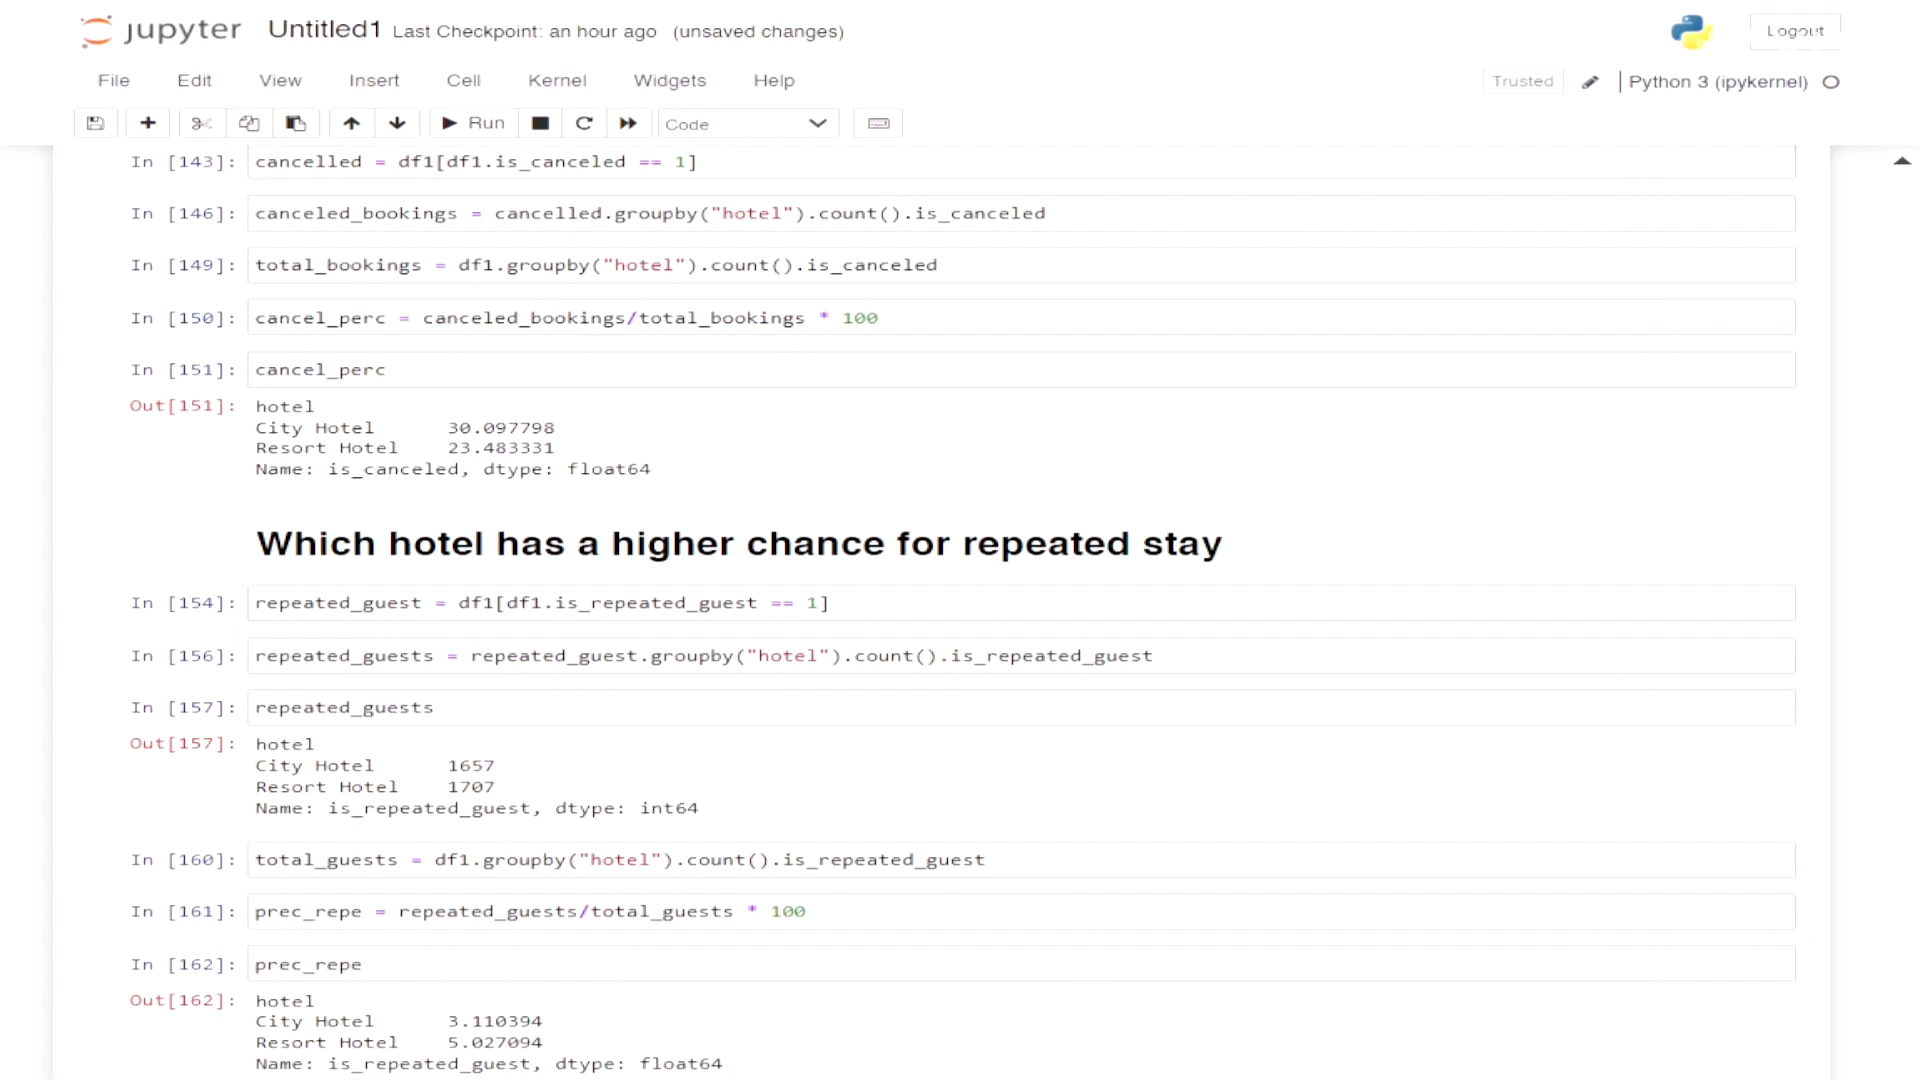 jupyter Untitled1 Last Checkpoint: an hour ago (unsaved changes) Logout
File Edit View Insert Cell Kernel Widgets Help Trusted Python 3 (ipykernel)
Run Code
In [143]: cancelled = df1[df1.is_canceled == 1]
In [146]: canceled_bookings = cancelled.groupby("hotel").count().is_canceled
In [149]: total_bookings = df1.groupby("hotel").count().is_canceled
In [150]: cancel_perc = canceled_bookings/total_bookings * 100
In [151]: cancel_perc
Out[151]: hotel
City Hotel 30.097798
Resort Hotel 23.483331
Name: is_canceled, dtype: float64
Which hotel has a higher chance for repeated stay
In [154]: repeated_guest = df1[df1.is_repeated_guest == 1]
In [156]: repeated_guests = repeated_guest.groupby("hotel").count().is_repeated_guest
In [157]: repeated_guests
Out[157]: hotel
City Hotel 1657
Resort Hotel 1707
Name: is_repeated_guest, dtype: int64
In [160]: total_guests = df1.groupby("hotel").count().is_repeated_guest
In [161]: prec_repe = repeated_guests/total_guests * 100
In [162]: prec_repe
Out[162]: hotel
City Hotel 3.110394
Resort Hotel 5.027094
Name: is_repeated_guest, dtype: float64